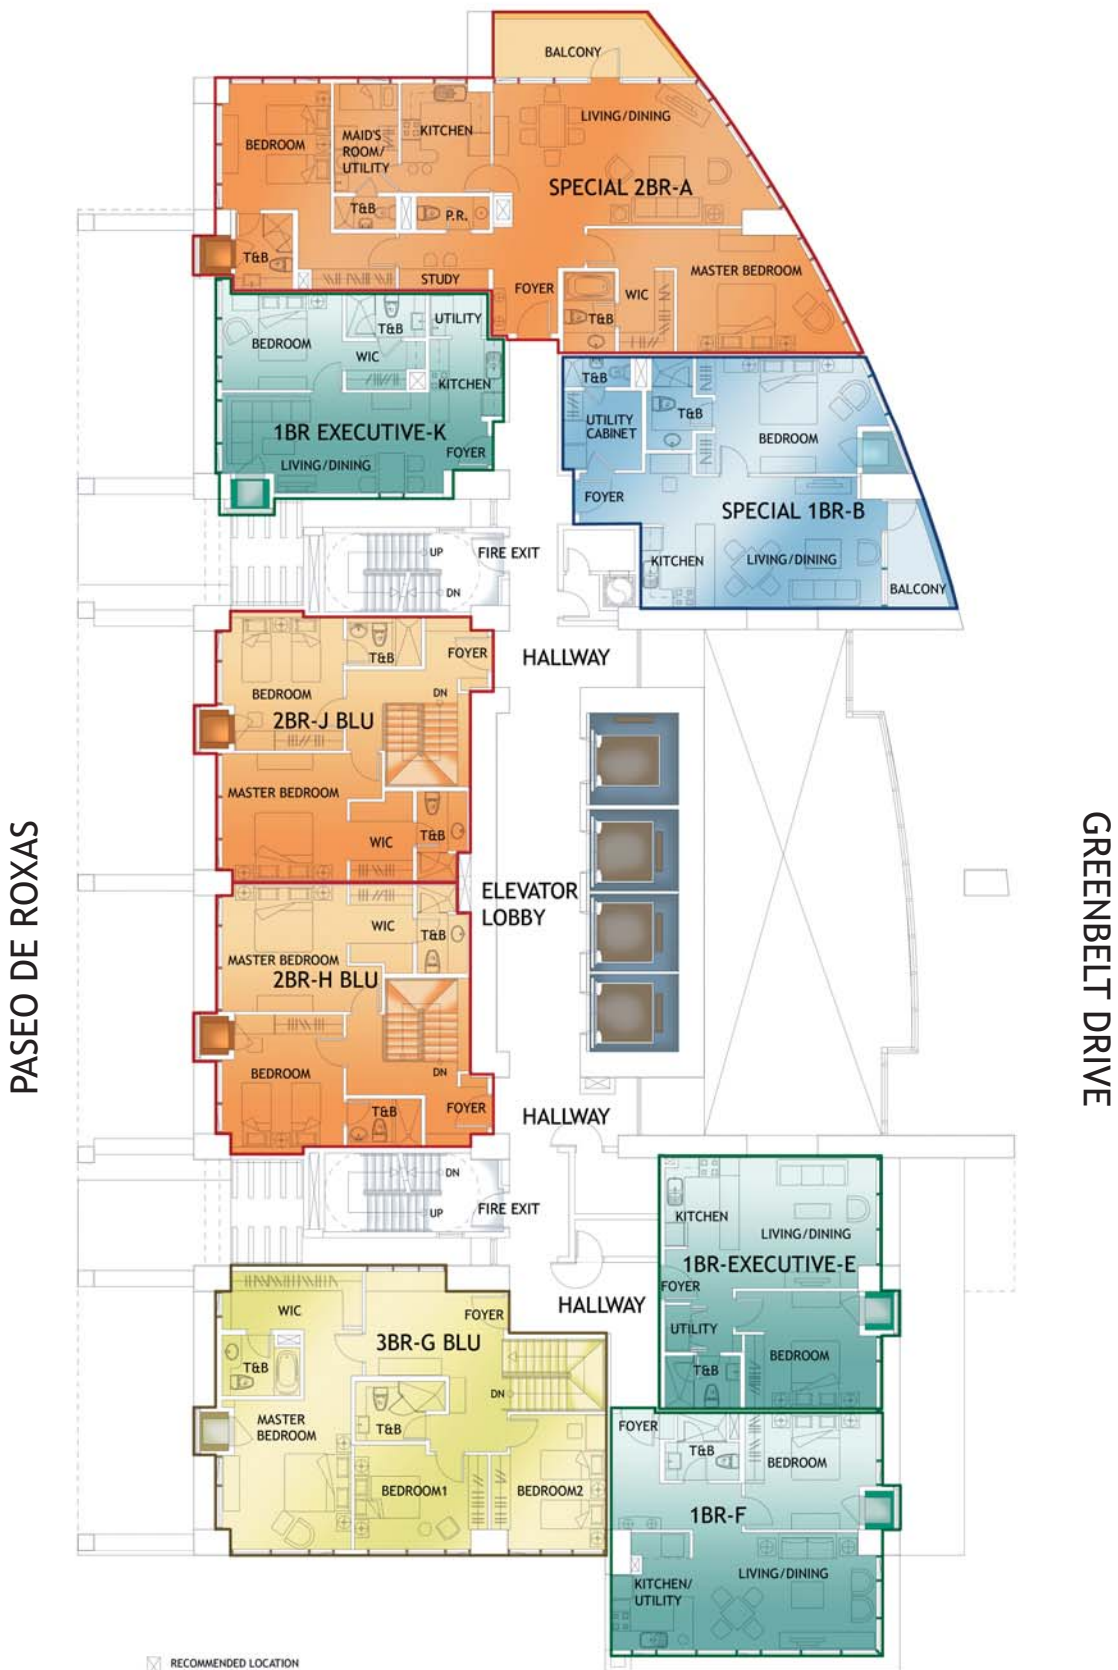 BALCONY
LIVING/DINING
BEDROOM
MAID'S
ROOM/
UTILITY
KITCHEN
SPECIAL 2BR-A
T&B
P.R.
T&B
STUDY
FOYER
MASTER BEDROOM
WIC
T&B
BEDROOM
T&B
UTILITY
WIC
KITCHEN
1BR EXECUTIVE-K
FOYER
LIVING/DINING
T&B
UTILITY
CABINET
T&B
BEDROOM
FOYER
SPECIAL 1BR-B
KITCHEN
LIVING/DINING
BALCONY
UP
FIRE EXIT
DN
HALLWAY
T&B
FOYER
BEDROOM
DN
2BR-J BLU
MASTER BEDROOM
WIC
T&B
ELEVATOR
LOBBY
PASEO DE ROXAS
GREENBELT DRIVE
WIC
T&B
MASTER BEDROOM
2BR-H BLU
BEDROOM
DN
T&B
FOYER
HALLWAY
DN
UP
FIRE EXIT
KITCHEN
LIVING/DINING
1BR-EXECUTIVE-E
FOYER
UTILITY
BEDROOM
T&B
HALLWAY
WIC
FOYER
3BR-G BLU
T&B
DN
MASTER
BEDROOM
T&B
BEDROOM1
BEDROOM2
FOYER
T&B
BEDROOM
1BR-F
LIVING/DINING
KITCHEN/
UTILITY
RECOMMENDED LOCATION